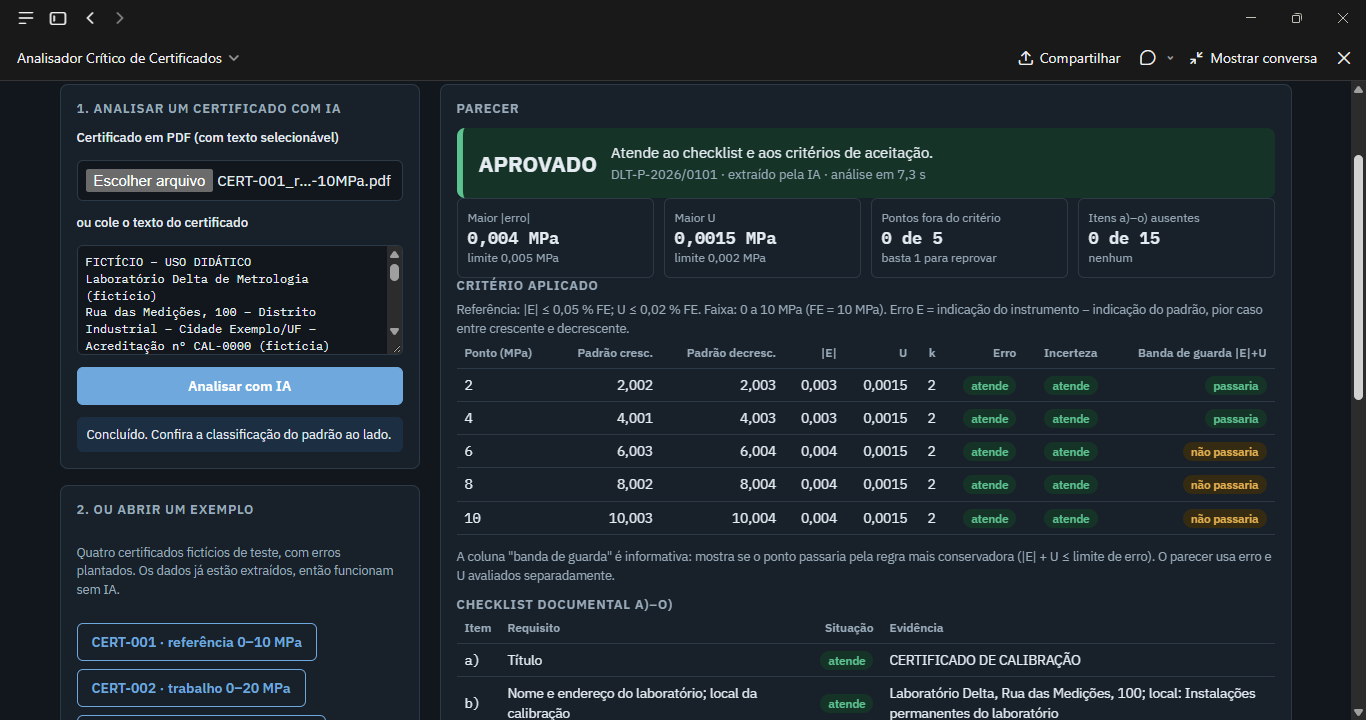 Analisador Crítico de Certificados
Compartilhar
Mostrar conversa
1. ANALISAR UM CERTIFICADO COM IA
Certificado em PDF (com texto selecionável)
Escolher arquivo CERT-001_r...-10MPa.pdf
ou cole o texto do certificado
FICTÍCIO — USO DIDÁTICO
Laboratório Delta de Metrologia
(fictício)
Rua das Medições, 100 — Distrito
Industrial — Cidade Exemplo/UF —
Acreditação nº CAL-0000 (fictícia)
Analisar com IA
Concluído. Confira a classificação do padrão ao lado.
2. OU ABRIR UM EXEMPLO
Quatro certificados fictícios de teste, com erros
plantados. Os dados já estão extraídos, então funcionam
sem IA.
CERT-001 · referência 0–10 MPa
CERT-002 · trabalho 0–20 MPa
PARECER
APROVADO
Atende ao checklist e aos critérios de aceitação.
DLT-P-2026/0101 · extraído pela IA · análise em 7,3 s
Maior |erro|
0,004 MPa
limite 0,005 MPa
Maior U
0,0015 MPa
limite 0,002 MPa
Pontos fora do critério
0 de 5
basta 1 para reprovar
Itens a)–o) ausentes
0 de 15
nenhum
CRITÉRIO APLICADO
Referência: |E| ≤ 0,05 % FE; U ≤ 0,02 % FE. Faixa: 0 a 10 MPa (FE = 10 MPa). Erro E = indicação do instrumento – indicação do padrão, pior caso
entre crescente e decrescente.
Ponto (MPa) Padrão cresc. Padrão decresc. |E| U k Erro Incerteza Banda de guarda |E|+U
2 2,002 2,003 0,003 0,0015 2 atende atende passaria
4 4,001 4,003 0,003 0,0015 2 atende atende passaria
6 6,003 6,004 0,004 0,0015 2 atende atende não passaria
8 8,002 8,004 0,004 0,0015 2 atende atende não passaria
10 10,003 10,004 0,004 0,0015 2 atende atende não passaria
A coluna "banda de guarda" é informativa: mostra se o ponto passaria pela regra mais conservadora (|E| + U ≤ limite de erro). O parecer usa erro e
U avaliados separadamente.
CHECKLIST DOCUMENTAL A)–O)
Item Requisito Situação Evidência
a) Título atende CERTIFICADO DE CALIBRAÇÃO
b) Nome e endereço do laboratório; local da
calibração
atende
Laboratório Delta, Rua das Medições, 100; local: Instalações
permanentes do laboratório